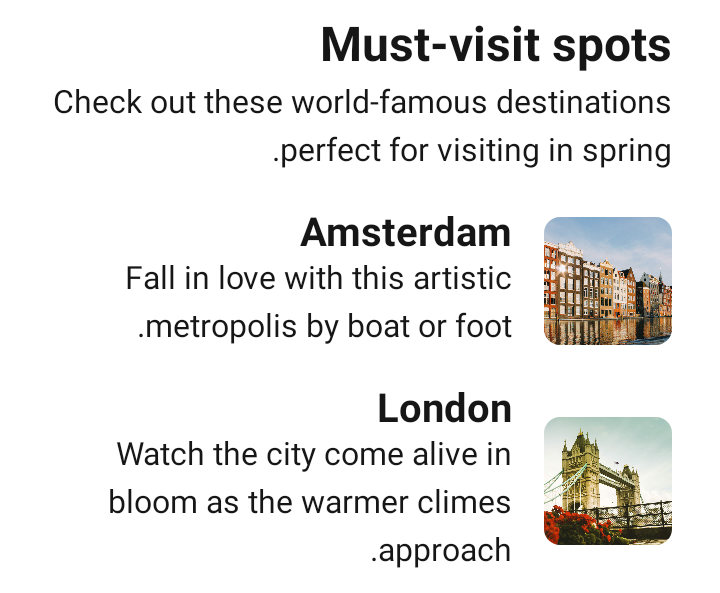 Must-visit spots
Check out these world-famous destinations
.perfect for visiting in spring
Amsterdam
Fall in love with this artistic
.metropolis by boat or foot
London
Watch the city come alive in
bloom as the warmer climes
.approach